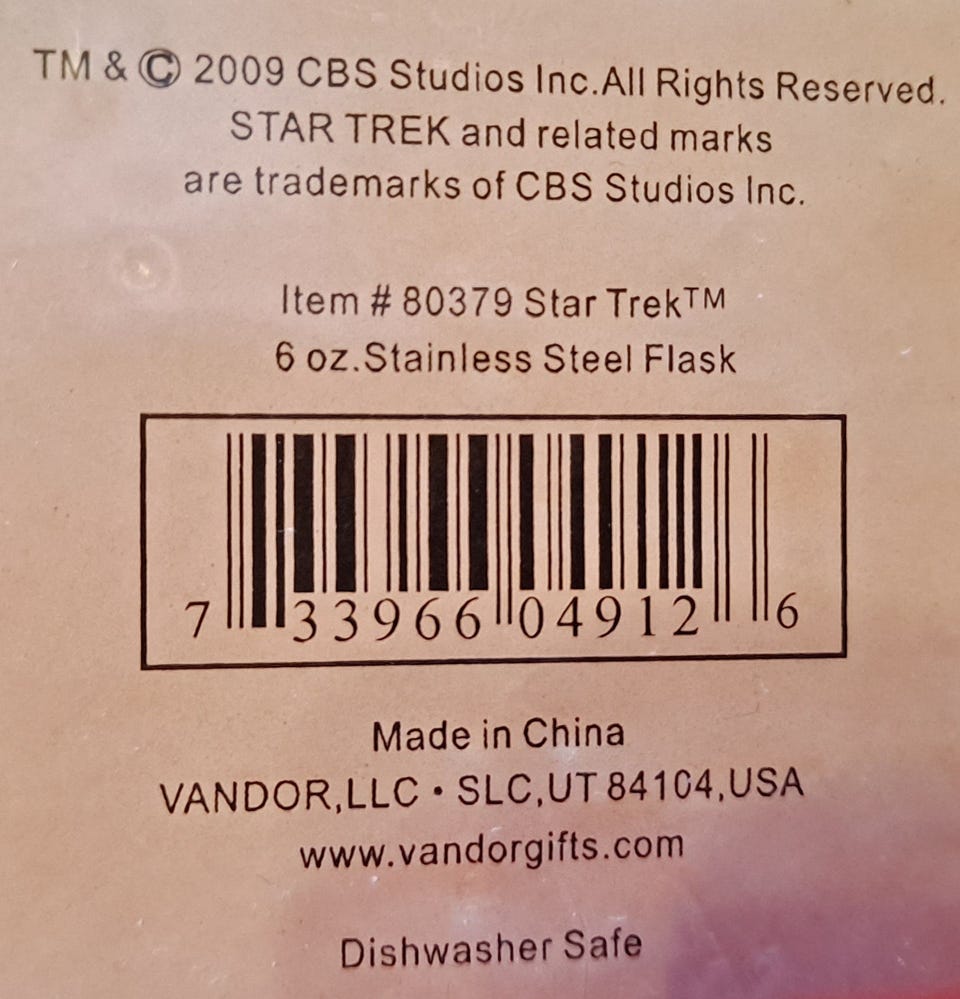 TM & © 2009 CBS Studios Inc.All Rights Reserved.
STAR TREK and related marks
are trademarks of CBS Studios Inc.
Item # 80379 Star Trek™
6 oz.Stainless Steel Flask
7 33966 04912 6
Made in China
VANDOR,LLC • SLC,UT 84104,USA
www.vandorgifts.com
Dishwasher Safe